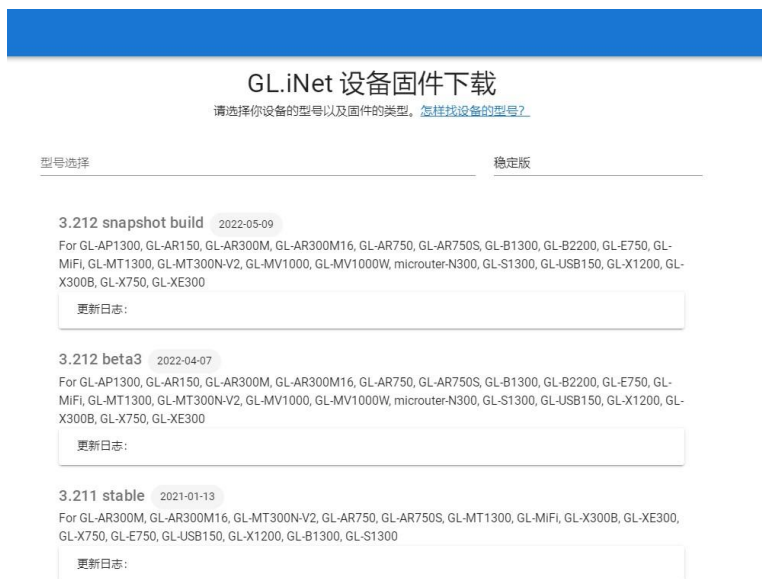 GL.iNet 设备固件下载
请选择你设备的型号以及固件的类型。怎样找设备的型号？
型号选择
稳定版
3.212 snapshot build 2022-05-09
For GL-AP1300, GL-AR150, GL-AR300M, GL-AR300M16, GL-AR750, GL-AR750S, GL-B1300, GL-B2200, GL-E750, GL-
MiFi, GL-MT1300, GL-MT300N-V2, GL-MV1000, GL-MV1000W, microuter-N300, GL-S1300, GL-USB150, GL-X1200, GL-
X300B, GL-X750, GL-XE300
更新日志:
3.212 beta3 2022-04-07
For GL-AP1300, GL-AR150, GL-AR300M, GL-AR300M16, GL-AR750, GL-AR750S, GL-B1300, GL-B2200, GL-E750, GL-
MiFi, GL-MT1300, GL-MT300N-V2, GL-MV1000, GL-MV1000W, microuter-N300, GL-S1300, GL-USB150, GL-X1200, GL-
X300B, GL-X750, GL-XE300
更新日志:
3.211 stable 2021-01-13
For GL-AR300M, GL-AR300M16, GL-MT300N-V2, GL-AR750, GL-AR750S, GL-MT1300, GL-MiFi, GL-X300B, GL-XE300,
GL-X750, GL-E750, GL-USB150, GL-X1200, GL-B1300, GL-S1300
更新日志: